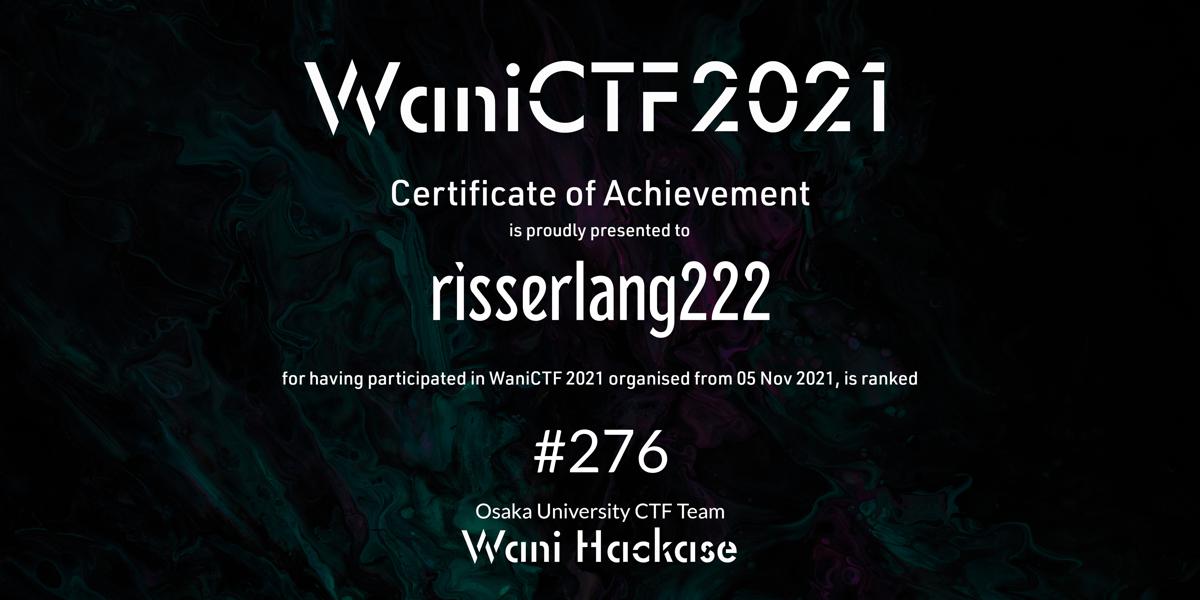 WaniCTF2021
Certificate of Achievement
is proudly presented to
risserlang222
for having participated in WaniCTF 2021 organised from 05 Nov 2021, is ranked
#276
Osaka University CTF Team
Wani Hackase